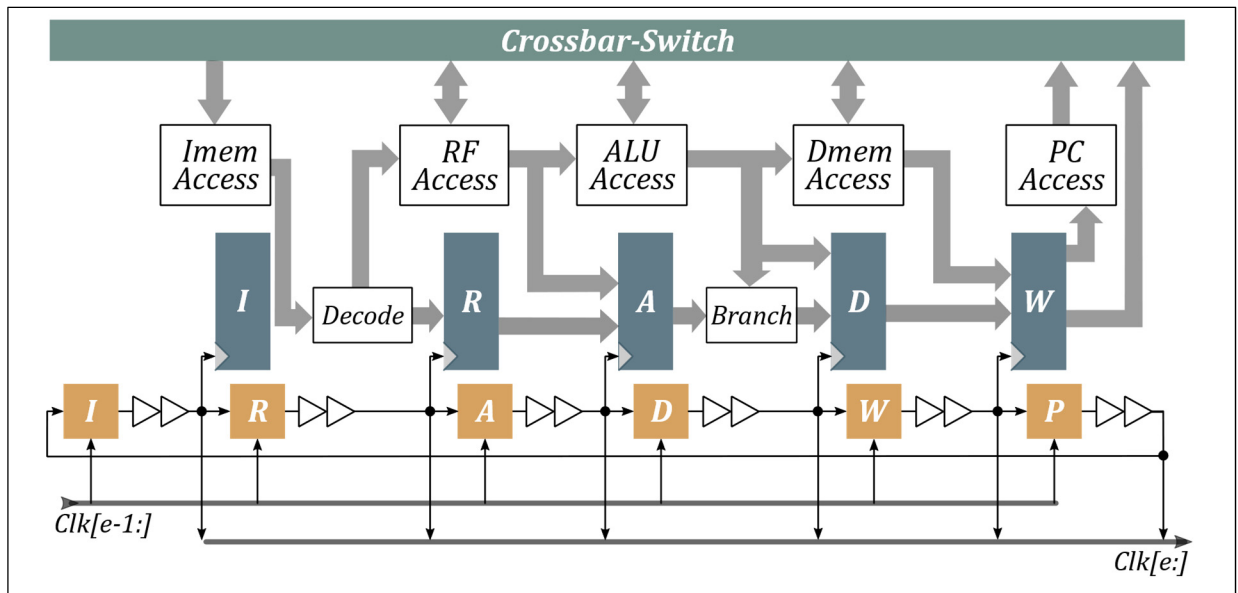 Crossbar-Switch
Imem
Access
RF
Access
ALU
Access
Dmem
Access
PC
Access
I
Decode
R
A
Branch
D
W
I
R
A
D
W
P
Clk[e-1:]
Clk[e:]